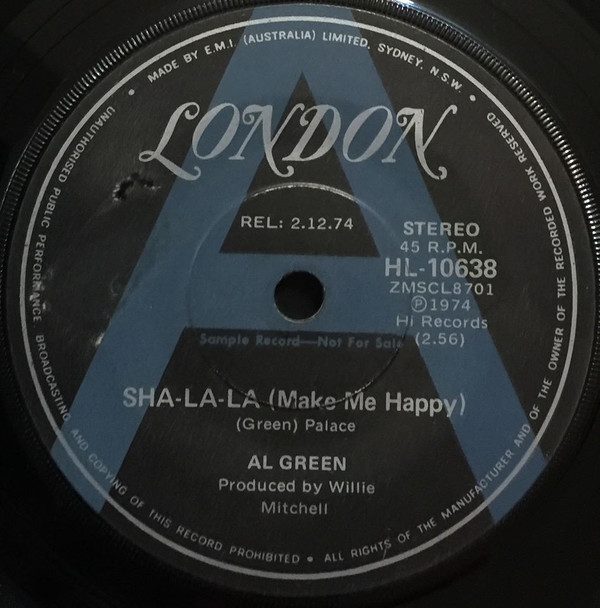 MADE BY E.M.I. (AUSTRALIA) LIMITED, SYDNEY, N.S.W. •
UNAUTHORISED PUBLIC PERFORMANCE BROADCASTING AND COPYING OF THIS RECORD PROHIBITED • ALL RIGHTS OF THE MANUFACTURER AND OF THE OWNER OF THE RECORDED WORK RESERVED •
LONDON
A
REL: 2.12.74
STEREO
45 R.P.M.
HL-10638
ZMSCL8701
Ⓟ1974
Hi Records
(2.56)
Sample Record—Not For Sale
SHA-LA-LA (Make Me Happy)
(Green) Palace
AL GREEN
Produced by Willie
Mitchell